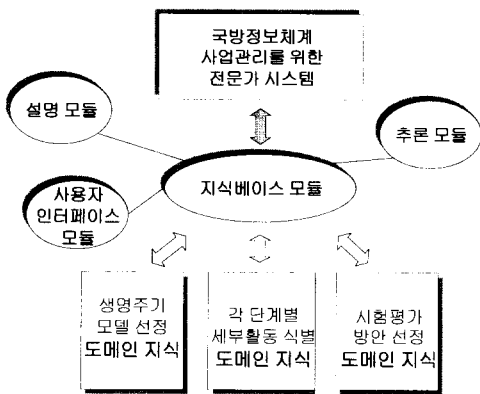 국방정보체계
사업관리를 위한
전문가 시스템
설명 모듈
추론 모듈
지식베이스 모듈
사용자
인터페이스
모듈
생명주기
모델 선정
도메인 지식
각 단계별
세부활동 식별
도메인 지식
시험평가
방안 선정
도메인 지식